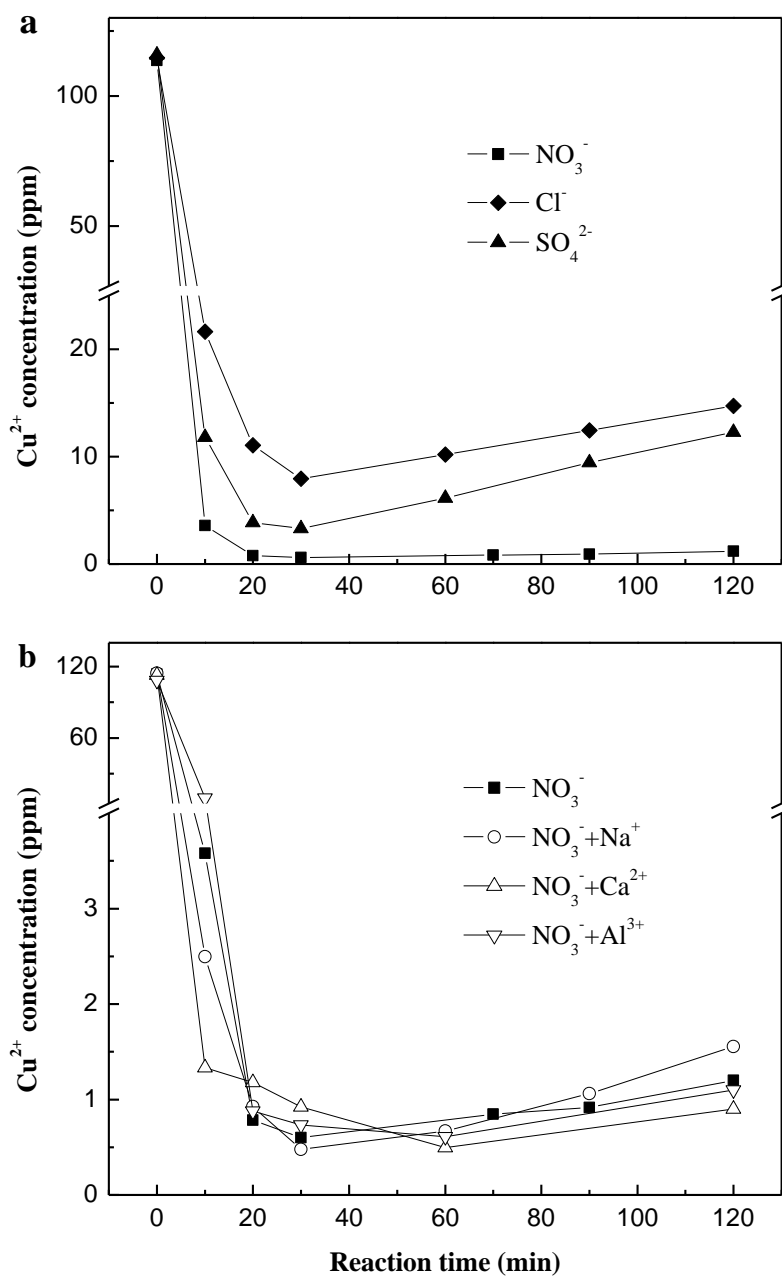 a
100
50
20
10
0
Cu²⁺ concentration (ppm)
NO₃⁻
Cl⁻
SO₄²⁻
0 20 40 60 80 100 120
b
120
60
3
2
1
0
Cu²⁺ concentration (ppm)
NO₃⁻
NO₃⁻+Na⁺
NO₃⁻+Ca²⁺
NO₃⁻+Al³⁺
0 20 40 60 80 100 120
Reaction time (min)